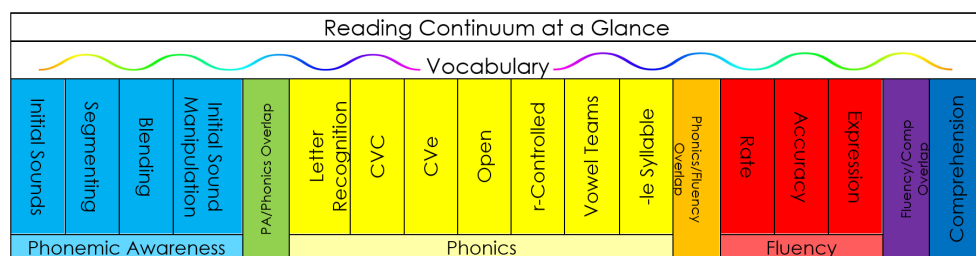 Reading Continuum at a Glance
Vocabulary
Initial Sounds
Segmenting
Blending
Initial Sound
Manipulation
PA/Phonics Overlap
Letter
Recognition
CVC
CVe
Open
r-Controlled
Vowel Teams
-le Syllable
Phonics/Fluency
Overlap
Rate
Accuracy
Expression
Fluency/Comp
Overlap
Comprehension
Phonemic Awareness
Phonics
Fluency